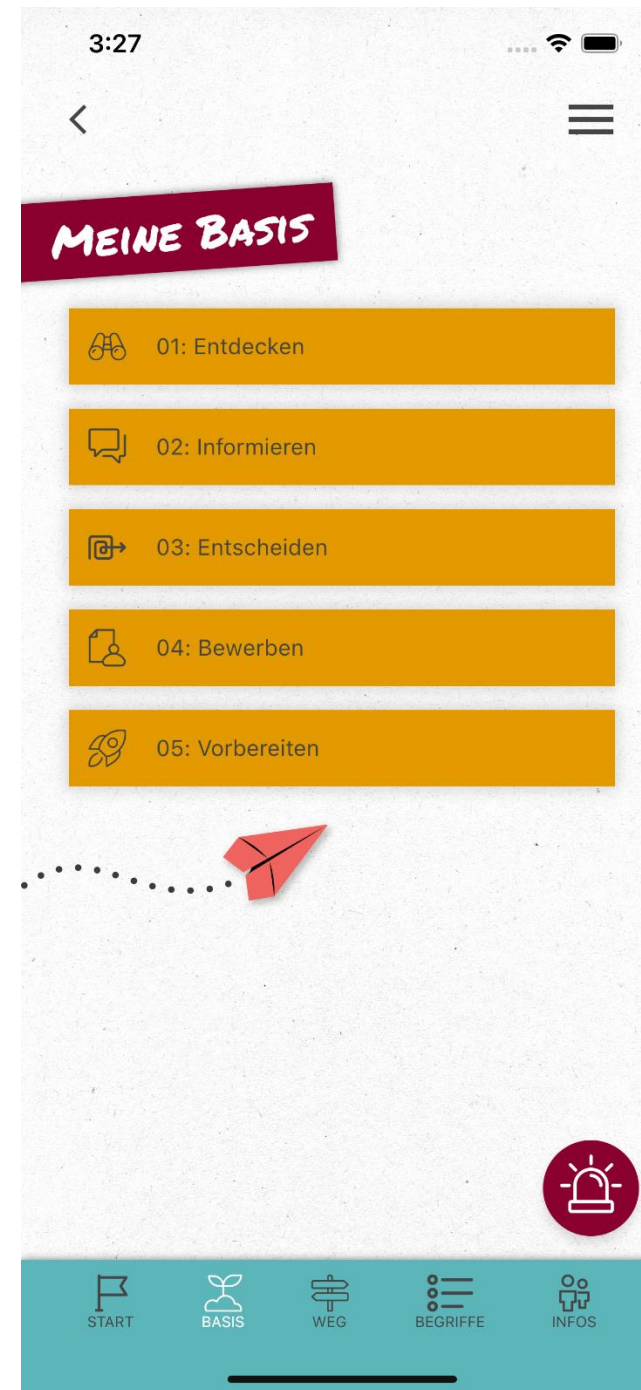 3:27
MEINE BASIS
01: Entdecken
02: Informieren
03: Entscheiden
04: Bewerben
05: Vorbereiten
START BASIS WEG BEGRIFFE INFOS